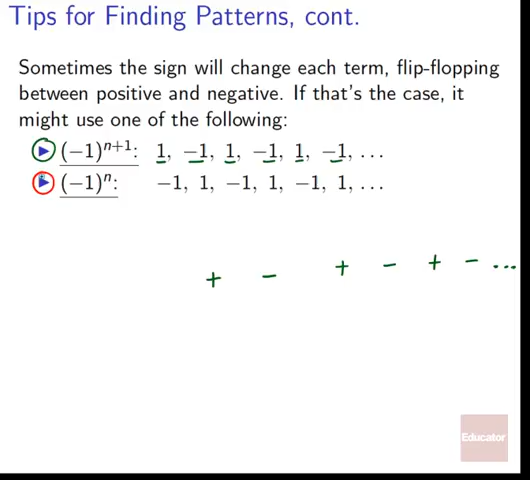 Tips for Finding Patterns, cont.
Sometimes the sign will change each term, flip-flopping
between positive and negative. If that's the case, it
might use one of the following:
(−1)ⁿ⁺¹: 1, −1, 1, −1, 1, −1, ...
(−1)ⁿ: −1, 1, −1, 1, −1, 1, ...
+ − + − + − ...
Educator